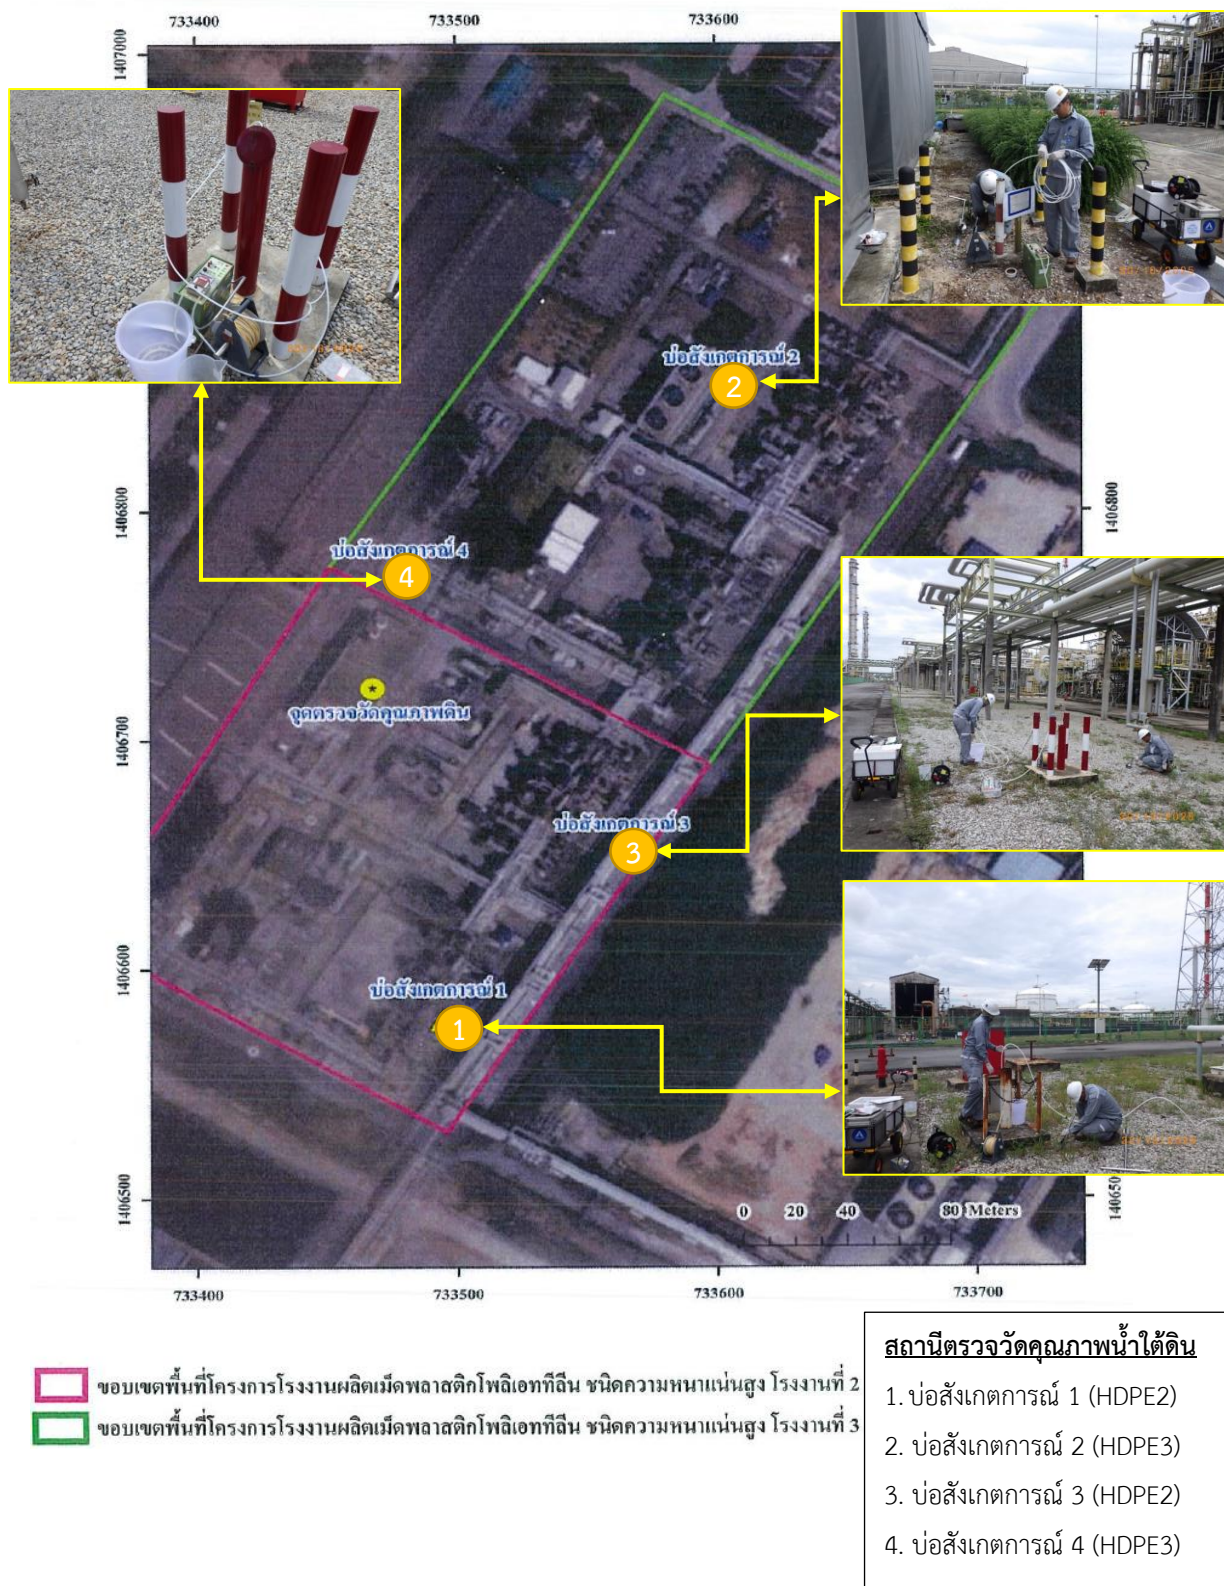 733400
733500
733600
1407000
บ่อสังเกตการณ์ 2
2
1406800
1406800
บ่อสังเกตการณ์ 4
4
จุดตรวจวัดคุณภาพดิน
1406700
บ่อสังเกตการณ์ 3
3
1406600
บ่อสังเกตการณ์ 1
1
1406500
140650
0 20 40 80 Meters
733400
733500
733600
733700
ขอบเขตพื้นที่โครงการโรงงานผลิตเม็ดพลาสติกโพลิเอททีลีน ชนิดความหนาแน่นสูง โรงงานที่ 2
ขอบเขตพื้นที่โครงการโรงงานผลิตเม็ดพลาสติกโพลิเอททีลีน ชนิดความหนาแน่นสูง โรงงานที่ 3
สถานีตรวจวัดคุณภาพน้ำใต้ดิน
1. บ่อสังเกตการณ์ 1 (HDPE2)
2. บ่อสังเกตการณ์ 2 (HDPE3)
3. บ่อสังเกตการณ์ 3 (HDPE2)
4. บ่อสังเกตการณ์ 4 (HDPE3)